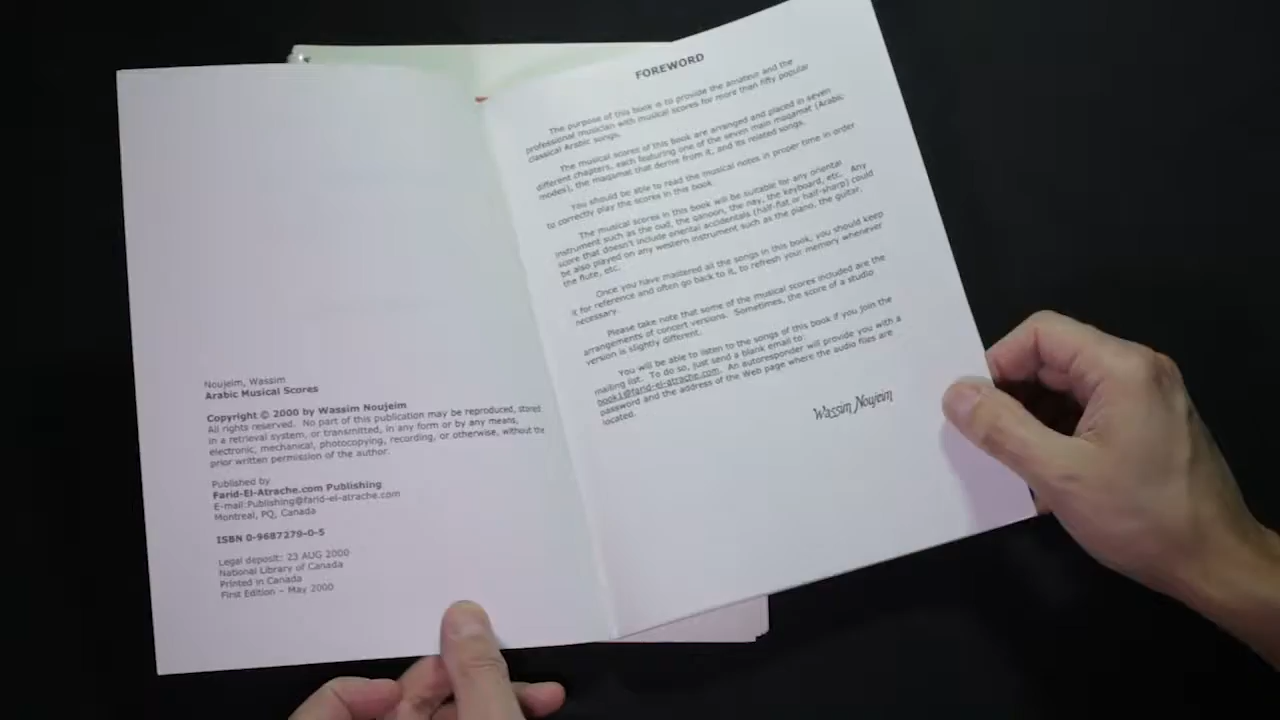 Noujeim, Wassim
Arabic Musical Scores
Copyright © 2000 by Wassim Noujeim
All rights reserved. No part of this publication may be reproduced, stored
in a retrieval system, or transmitted, in any form or by any means,
electronic, mechanical, photocopying, recording, or otherwise, without the
prior written permission of the author.
Published by
Farid-El-Atrache.com Publishing
E-mail:Publishing@farid-el-atrache.com
Montreal, PQ, Canada
ISBN 0-9687279-0-5
Legal deposit: 23 AUG 2000
National Library of Canada
Printed in Canada
First Edition – May 2000
FOREWORD
The purpose of this book is to provide the amateur and the
professional musician with musical scores for more than fifty popular
classical Arabic songs.
The musical scores of this Book are arranged and placed in seven
different chapters, each featuring one of the seven main maqamat (Arabic
modes), the maqamat that derive from it, and its related songs.
You should be able to read the musical notes in proper time in order
to correctly play the scores in this book.
The musical scores in this book will be suitable for any oriental
instrument such as the oud, the qanoon, the nay, the keyboard, etc. Any
score that doesn't include oriental accidentals (half-flat or half-sharp) could
be also played on any western instrument such as the piano, the guitar,
the flute, etc.
Once you have mastered all the songs in this book, you should keep
it for reference and often go back to it, to refresh your memory whenever
necessary.
Please take note that some of the musical scores included are the
arrangements of concert versions. Sometimes, the score of a studio
version is slightly different.
You will be able to listen to the songs of this book if you join the
mailing list. To do so, just send a blank email to:
book1@farid-el-atrache.com. An autoresponder will provide you with a
password and the address of the Web page where the audio files are
located.
Wassim Noujeim